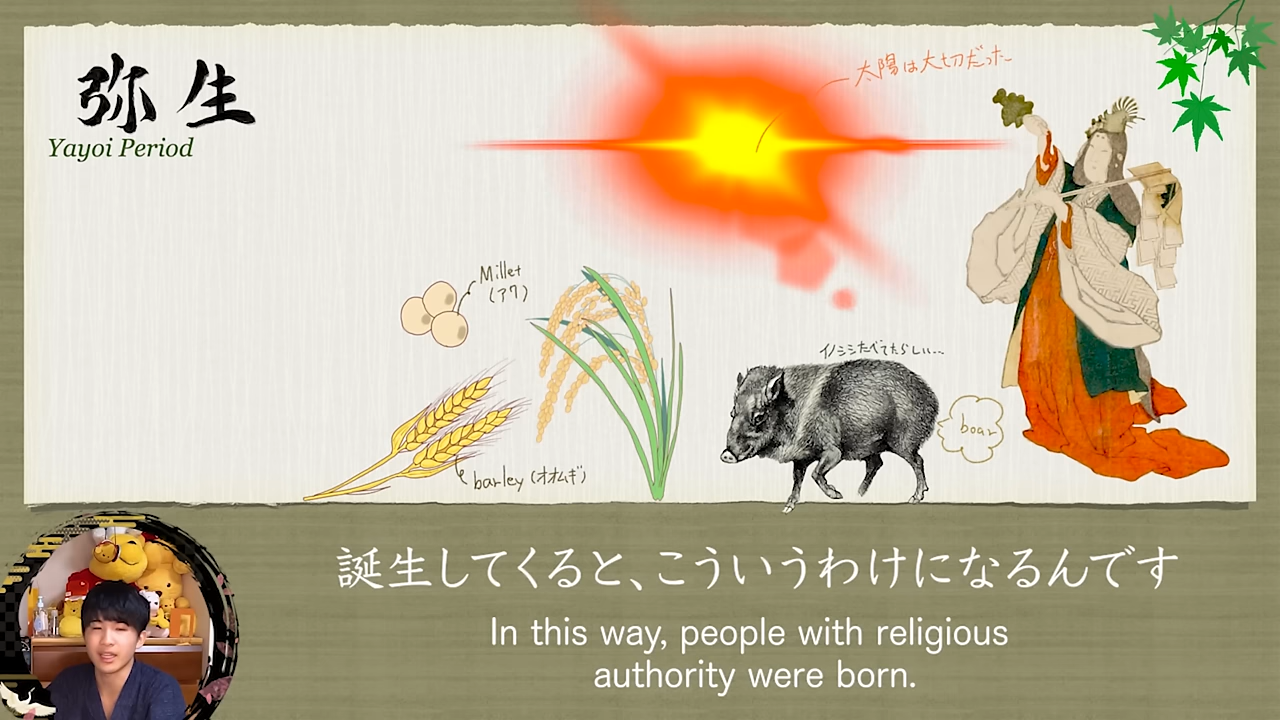 弥生
Yayoi Period
太陽は大切だった
Millet
(アワ)
イノシシたべてたらしい...
boar
barley (オオムギ)
誕生してくると、こういうわけになるんです
In this way, people with religious
authority were born.